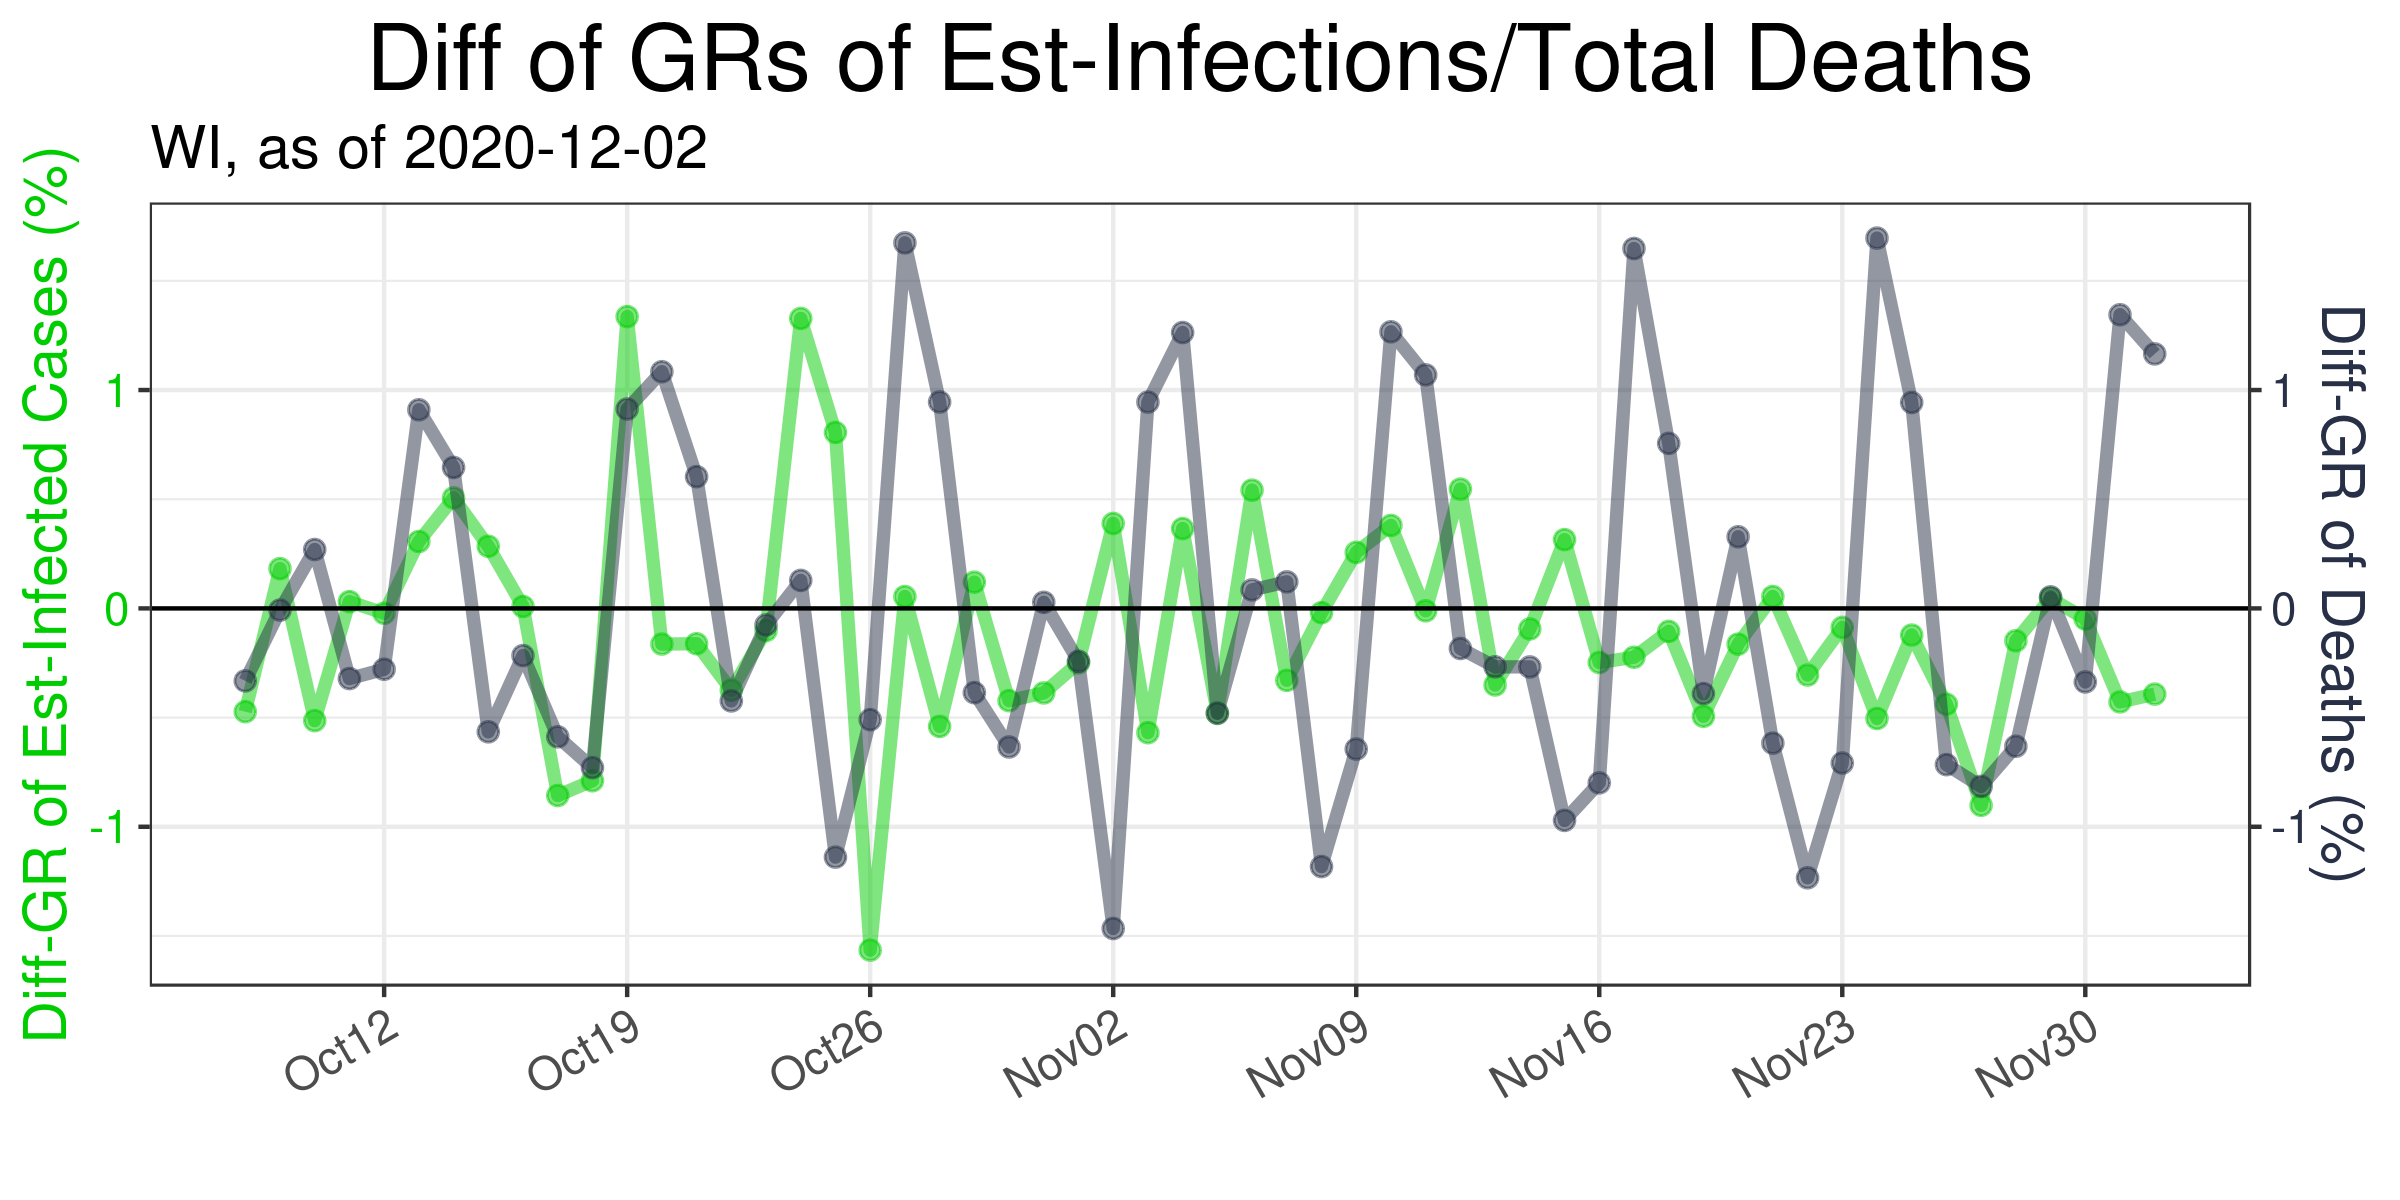 Diff of GRs of Est-Infections/Total Deaths
WI, as of 2020-12-02
Diff-GR of Est-Infected Cases (%)
1
0
-1
1
0
-1
Diff-GR of Deaths (%)
Oct12
Oct19
Oct26
Nov02
Nov09
Nov16
Nov23
Nov30